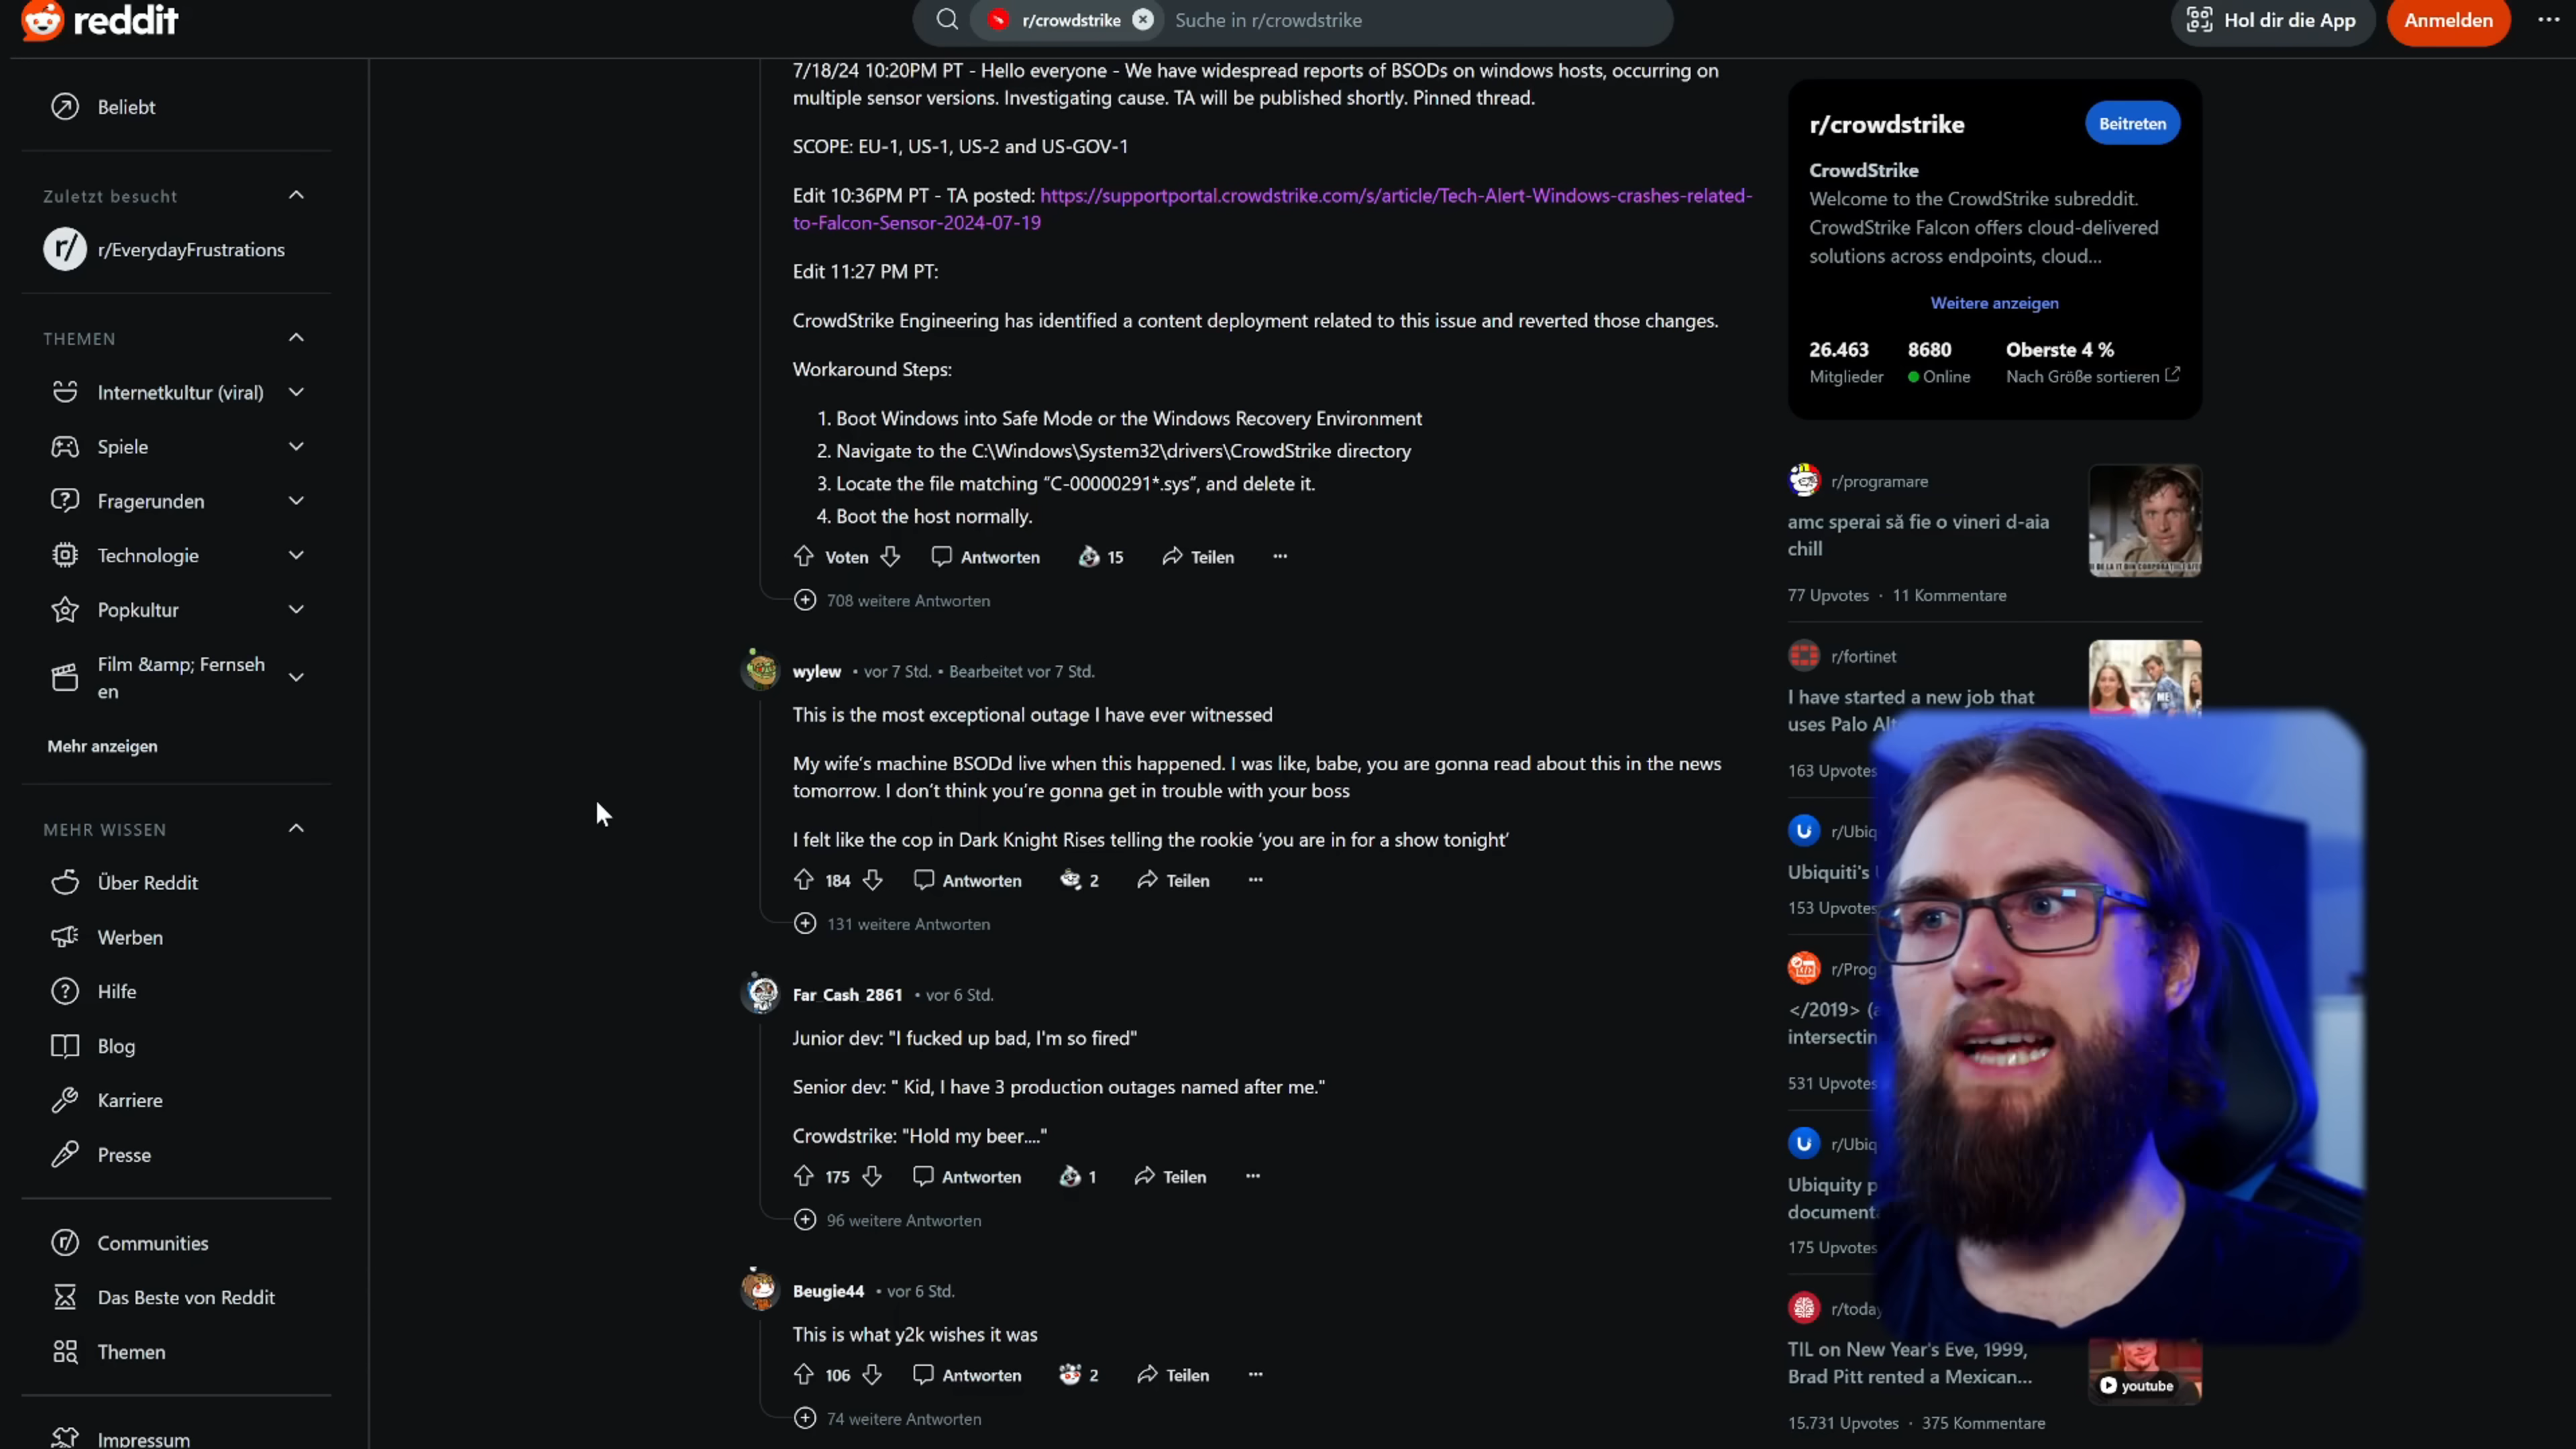 reddit
r/crowdstrike
Suche in r/crowdstrike
Hol dir die App
Anmelden
Beliebt
Zuletzt besucht
r/
r/EverydayFrustrations
THEMEN
Internetkultur (viral)
Spiele
Fragerunden
Technologie
Popkultur
Film &amp; Fernseh
en
Mehr anzeigen
MEHR WISSEN
Über Reddit
Werben
Hilfe
Blog
Karriere
Presse
Communities
Das Beste von Reddit
Themen
Impressum
7/18/24 10:20PM PT - Hello everyone - We have widespread reports of BSODs on windows hosts, occurring on
multiple sensor versions. Investigating cause. TA will be published shortly. Pinned thread.
SCOPE: EU-1, US-1, US-2 and US-GOV-1
Edit 10:36PM PT - TA posted: https://supportportal.crowdstrike.com/s/article/Tech-Alert-Windows-crashes-related-
to-Falcon-Sensor-2024-07-19
Edit 11:27 PM PT:
CrowdStrike Engineering has identified a content deployment related to this issue and reverted those changes.
Workaround Steps:
1. Boot Windows into Safe Mode or the Windows Recovery Environment
2. Navigate to the C:\Windows\System32\drivers\CrowdStrike directory
3. Locate the file matching “C-00000291*.sys”, and delete it.
4. Boot the host normally.
Voten Antworten 15 Teilen
708 weitere Antworten
wylew • vor 7 Std. • Bearbeitet vor 7 Std.
This is the most exceptional outage I have ever witnessed
My wife’s machine BSODd live when this happened. I was like, babe, you are gonna read about this in the news
tomorrow. I don’t think you’re gonna get in trouble with your boss
I felt like the cop in Dark Knight Rises telling the rookie ‘you are in for a show tonight’
184 Antworten 2 Teilen
131 weitere Antworten
Far_Cash_2861 • vor 6 Std.
Junior dev: "I fucked up bad, I'm so fired"
Senior dev: " Kid, I have 3 production outages named after me."
Crowdstrike: "Hold my beer...."
175 Antworten 1 Teilen
96 weitere Antworten
Beugie44 • vor 6 Std.
This is what y2k wishes it was
106 Antworten 2 Teilen
74 weitere Antworten
r/crowdstrike
Beitreten
CrowdStrike
Welcome to the CrowdStrike subreddit.
CrowdStrike Falcon offers cloud-delivered
solutions across endpoints, cloud...
Weitere anzeigen
26.463 8680 Oberste 4 %
Mitglieder Online Nach Größe sortieren
r/programare
amc sperai să fie o vineri d-aia
chill
77 Upvotes · 11 Kommentare
r/fortinet
I have started a new job that
uses Palo Al
ME
163 Upvotes
r/Ubiq
Ubiquiti's
153 Upvotes
r/Prog
</2019> (a
intersectin
531 Upvotes
r/Ubiq
Ubiquity p
document
175 Upvotes
r/today
TIL on New Year's Eve, 1999,
Brad Pitt rented a Mexican...
youtube
15.731 Upvotes · 375 Kommentare